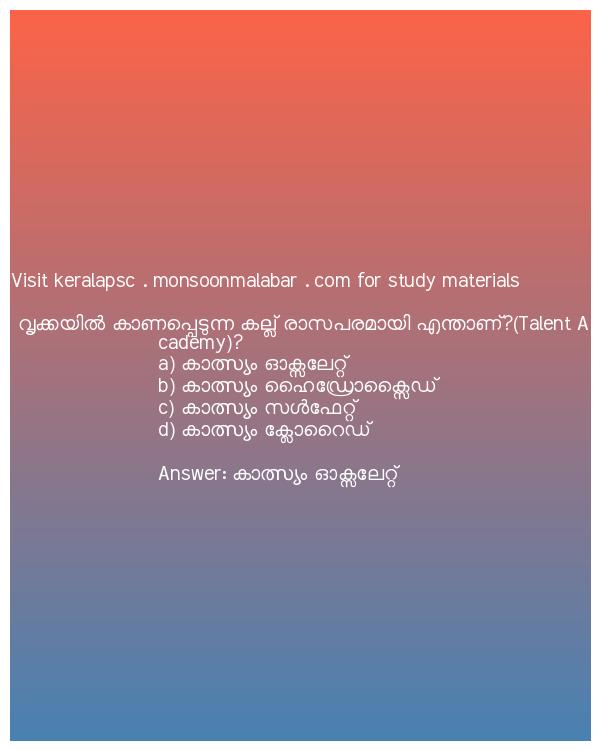 Visit keralapsc . monsoonmalabar . com for study materials
വൃക്കയിൽ കാണപ്പെടുന്ന കല്ല് രാസപരമായി എന്താണ്?(Talent A
cademy)?
a) കാത്സ്യം ഓക്സലേറ്റ്
b) കാത്സ്യം ഹൈഡ്രോക്സൈഡ്
c) കാത്സ്യം സൾഫേറ്റ്
d) കാത്സ്യം ക്ലോറൈഡ്
Answer: കാത്സ്യം ഓക്സലേറ്റ്